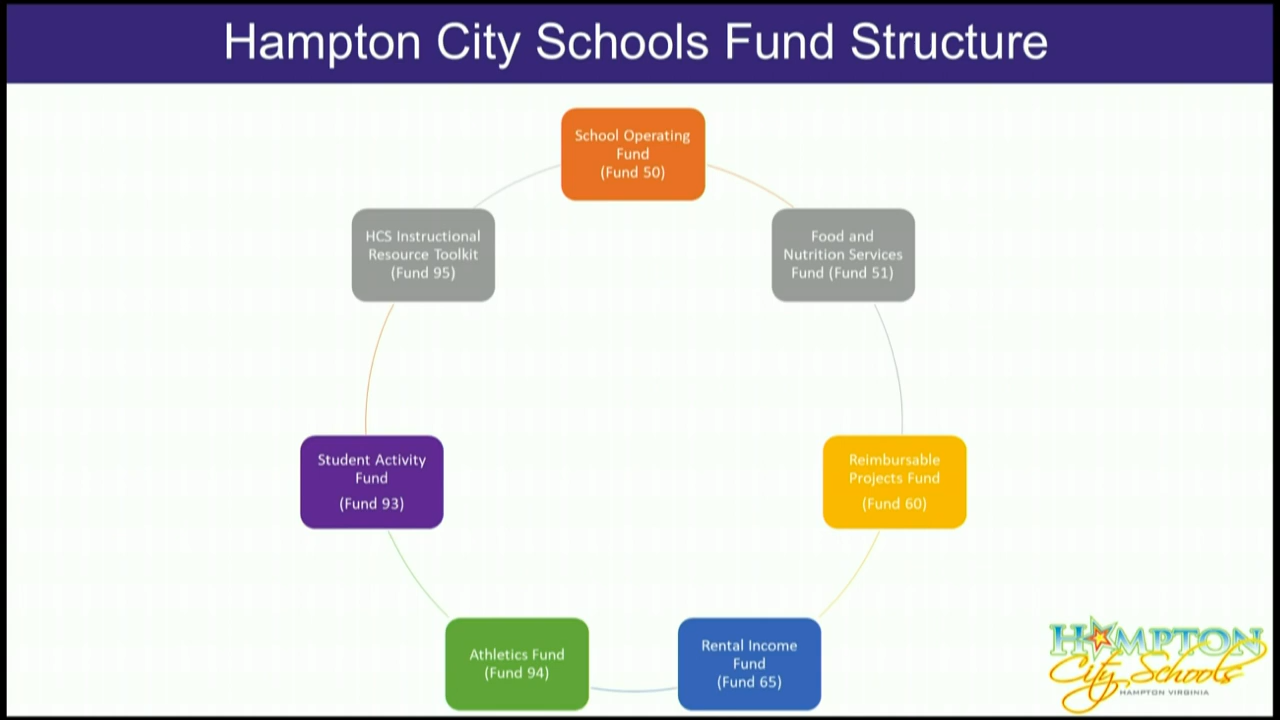 Hampton City Schools Fund Structure
School Operating
Fund
(Fund 50)
Food and
Nutrition Services
Fund (Fund 51)
Reimbursable
Projects Fund
(Fund 60)
Rental Income
Fund
(Fund 65)
Athletics Fund
(Fund 94)
Student Activity
Fund
(Fund 93)
HCS Instructional
Resource Toolkit
(Fund 95)
HAMPTON
City Schools
HAMPTON VIRGINIA